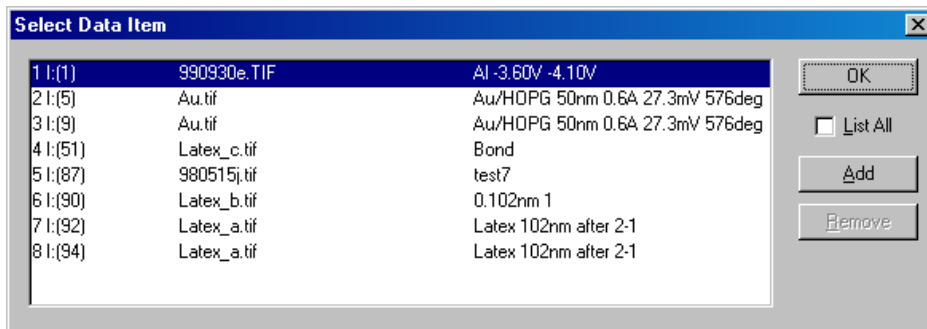 Select Data Item
1 I:(1) 990930e.TIF Al -3.60V -4.10V
OK
2 I:(5) Au.tif Au/HOPG 50nm 0.6A 27.3mV 576deg
3 I:(9) Au.tif Au/HOPG 50nm 0.6A 27.3mV 576deg
List All
4 I:(51) Latex_c.tif Bond
5 I:(87) 980515j.tif test7
Add
6 I:(90) Latex_b.tif 0.102nm 1
7 I:(92) Latex_a.tif Latex 102nm after 2-1
Remove
8 I:(94) Latex_a.tif Latex 102nm after 2-1